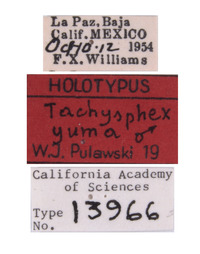 La Paz, Baja
Calif. MEXICO
Oct 10-12 1954
F.X. Williams
HOLOTYPUS
Tachysphex
yuma ♂
W.J. Pulawski 19
California Academy
of Sciences
Type
No. 13966